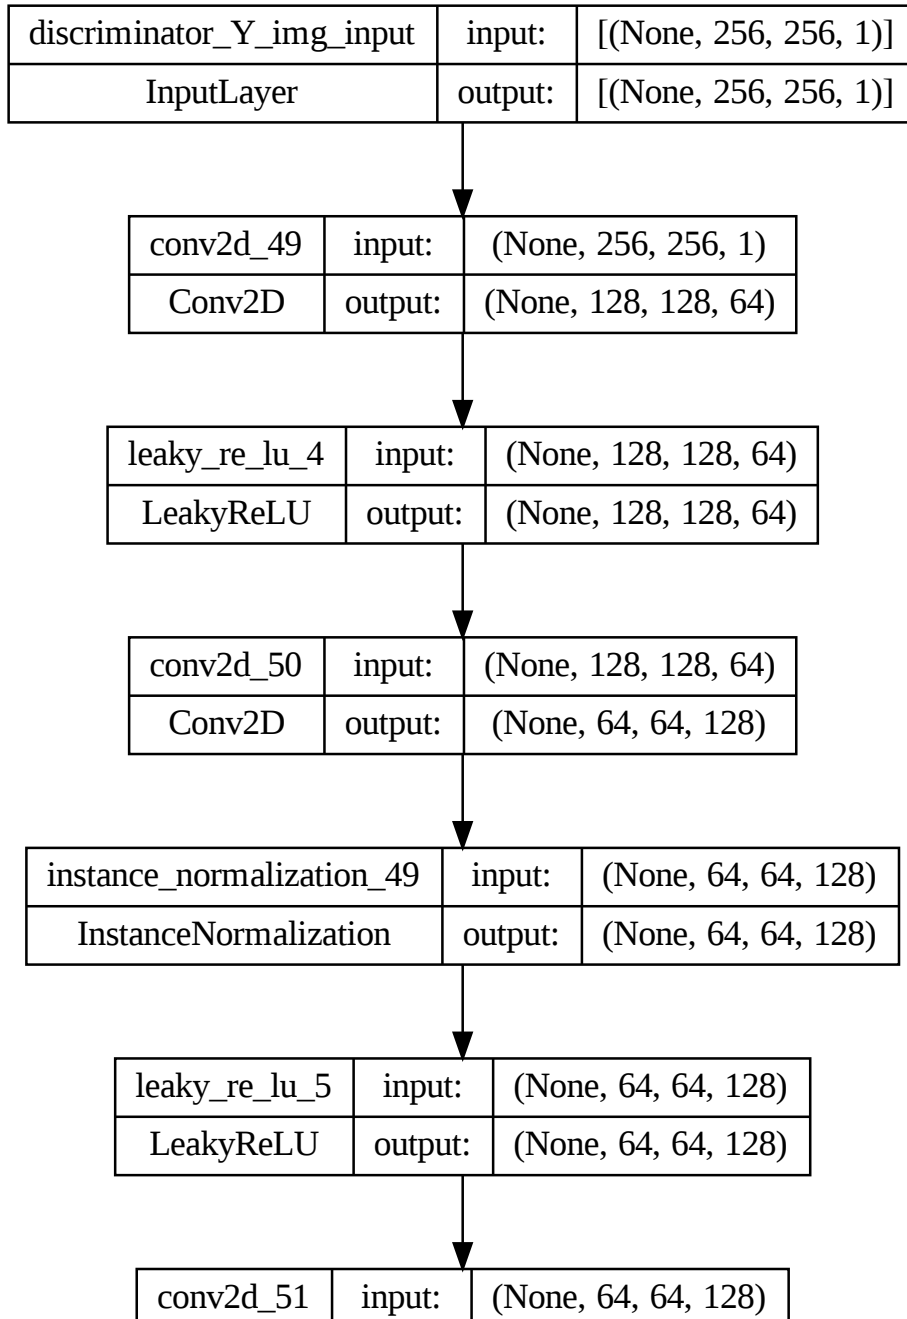 discriminator_Y_img_input input: [(None, 256, 256, 1)]
InputLayer output: [(None, 256, 256, 1)]
conv2d_49 input: (None, 256, 256, 1)
Conv2D output: (None, 128, 128, 64)
leaky_re_lu_4 input: (None, 128, 128, 64)
LeakyReLU output: (None, 128, 128, 64)
conv2d_50 input: (None, 128, 128, 64)
Conv2D output: (None, 64, 64, 128)
instance_normalization_49 input: (None, 64, 64, 128)
InstanceNormalization output: (None, 64, 64, 128)
leaky_re_lu_5 input: (None, 64, 64, 128)
LeakyReLU output: (None, 64, 64, 128)
conv2d_51 input: (None, 64, 64, 128)